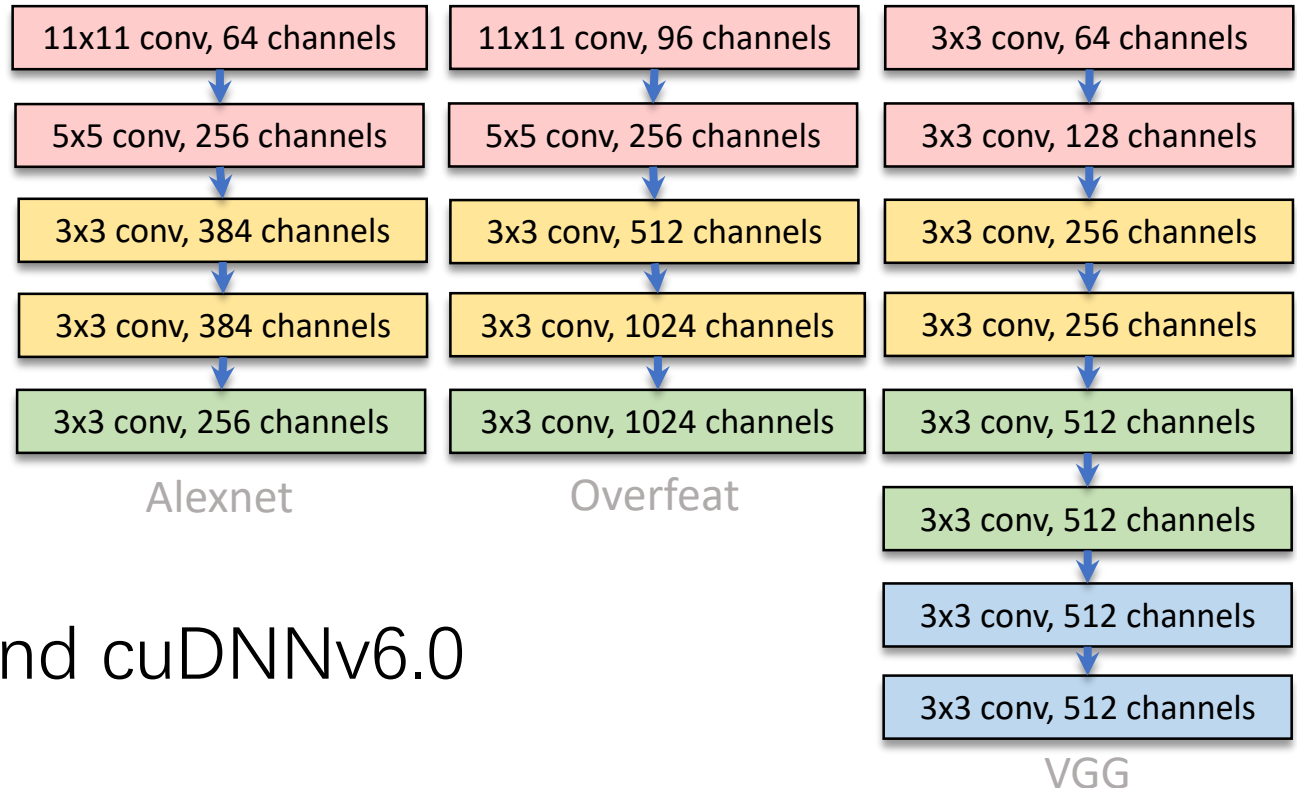 11x11 conv, 64 channels
5x5 conv, 256 channels
3x3 conv, 384 channels
3x3 conv, 384 channels
3x3 conv, 256 channels
Alexnet
11x11 conv, 96 channels
5x5 conv, 256 channels
3x3 conv, 512 channels
3x3 conv, 1024 channels
3x3 conv, 1024 channels
Overfeat
3x3 conv, 64 channels
3x3 conv, 128 channels
3x3 conv, 256 channels
3x3 conv, 256 channels
3x3 conv, 512 channels
3x3 conv, 512 channels
3x3 conv, 512 channels
3x3 conv, 512 channels
VGG
nd cuDNNv6.0